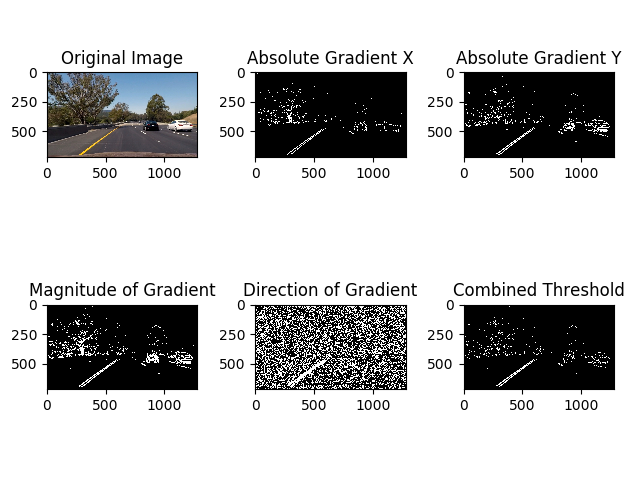 Original Image
Absolute Gradient X
Absolute Gradient Y
0
250
500
0 500 1000
0
250
500
0 500 1000
0
250
500
0 500 1000
Magnitude of Gradient
Direction of Gradient
Combined Threshold
0
250
500
0 500 1000
0
250
500
0 500 1000
0
250
500
0 500 1000